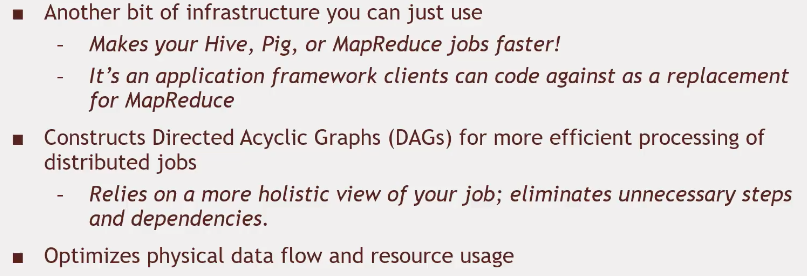 ■ Another bit of infrastructure you can just use
– Makes your Hive, Pig, or MapReduce jobs faster!
– It's an application framework clients can code against as a replacement
for MapReduce
■ Constructs Directed Acyclic Graphs (DAGs) for more efficient processing of
distributed jobs
– Relies on a more holistic view of your job; eliminates unnecessary steps
and dependencies.
■ Optimizes physical data flow and resource usage